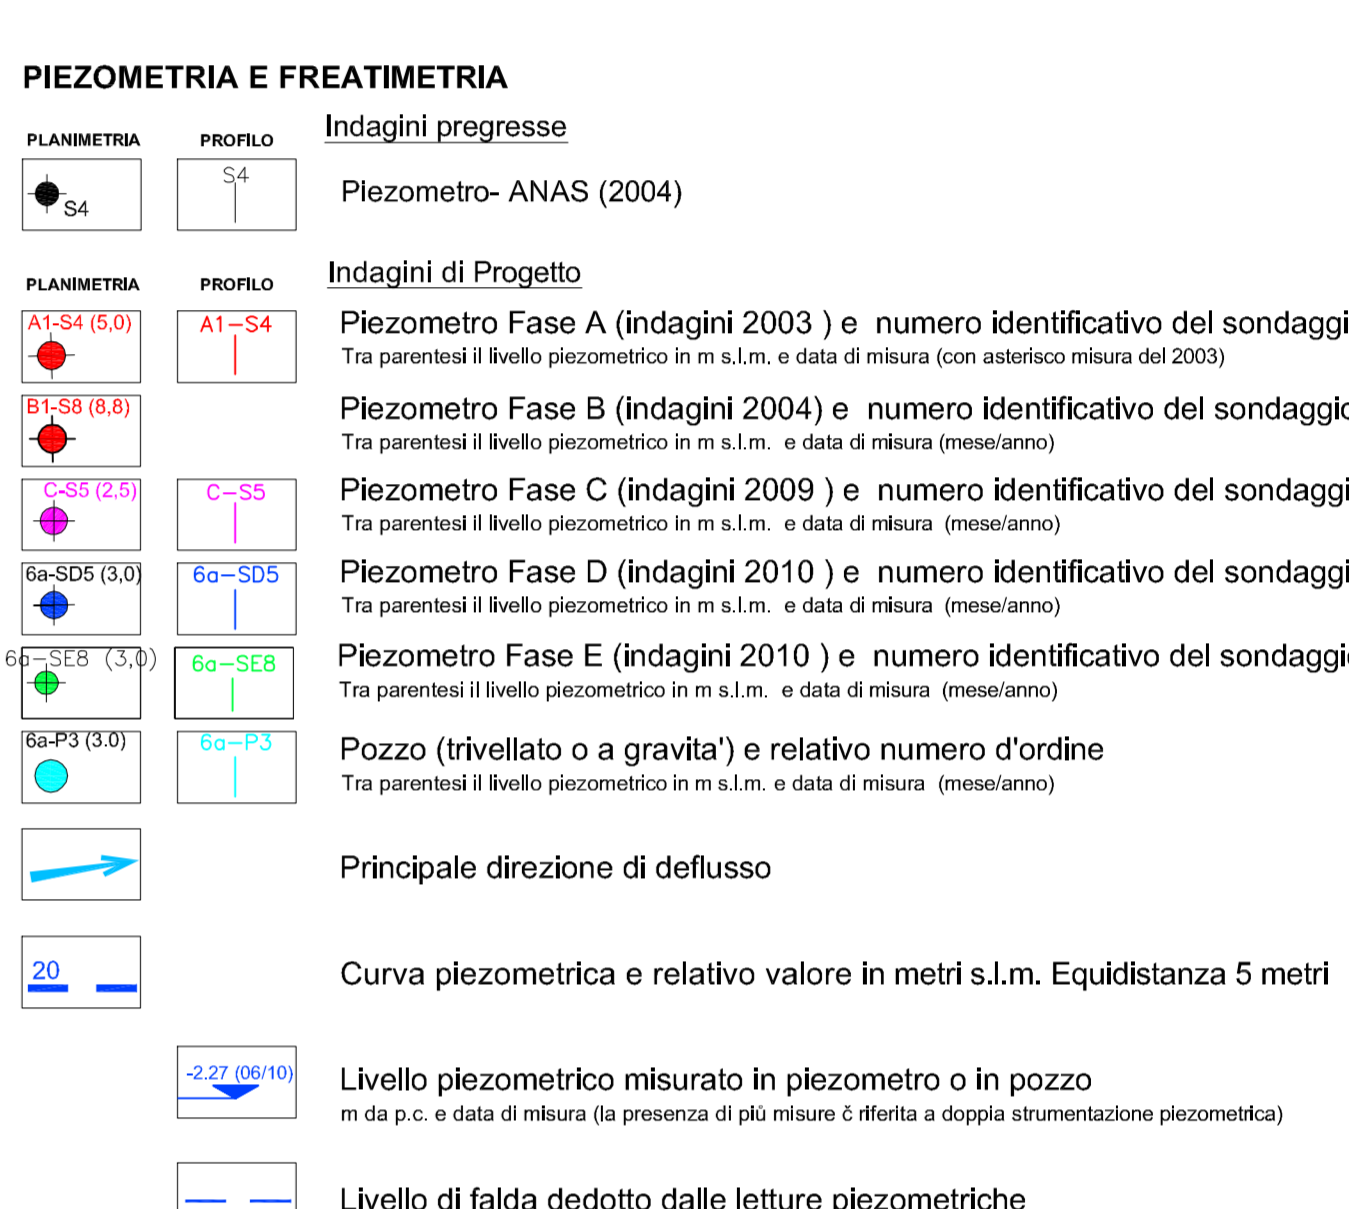 PIEZOMETRIA E FREATIMETRIA
PLANIMETRIA PROFILO Indagini pregresse
S4 S4 Piezometro- ANAS (2004)
PLANIMETRIA PROFILO Indagini di Progetto
A1-S4 (5,0) A1-S4 Piezometro Fase A (indagini 2003 ) e numero identificativo del sondaggi
Tra parentesi il livello piezometrico in m s.l.m. e data di misura (con asterisco misura del 2003)
B1-S8 (8,8) Piezometro Fase B (indagini 2004) e numero identificativo del sondaggio
Tra parentesi il livello piezometrico in m s.l.m. e data di misura (mese/anno)
C-S5 (2,5) C-S5 Piezometro Fase C (indagini 2009 ) e numero identificativo del sondaggi
Tra parentesi il livello piezometrico in m s.l.m. e data di misura (mese/anno)
6a-SD5 (3,0) 6a-SD5 Piezometro Fase D (indagini 2010 ) e numero identificativo del sondaggi
Tra parentesi il livello piezometrico in m s.l.m. e data di misura (mese/anno)
6a-SE8 (3,0) 6a-SE8 Piezometro Fase E (indagini 2010 ) e numero identificativo del sondaggio
Tra parentesi il livello piezometrico in m s.l.m. e data di misura (mese/anno)
6a-P3 (3.0) 6a-P3 Pozzo (trivellato o a gravita') e relativo numero d'ordine
Tra parentesi il livello piezometrico in m s.l.m. e data di misura (mese/anno)
Principale direzione di deflusso
20 Curva piezometrica e relativo valore in metri s.l.m. Equidistanza 5 metri
-2.27 (06/10) Livello piezometrico misurato in piezometro o in pozzo
m da p.c. e data di misura (la presenza di più misure č riferita a doppia strumentazione piezometrica)
Livello di falda dedotto dalle letture piezometriche